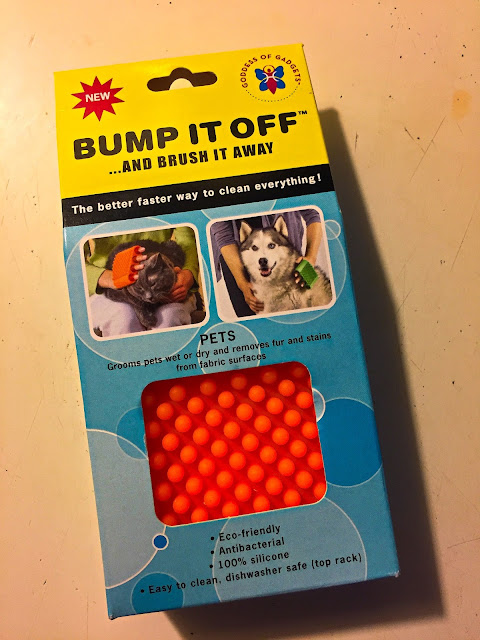 GODDESS OF GADGETS
NEW
BUMP IT OFF™
...AND BRUSH IT AWAY
The better faster way to clean everything!
PETS
Grooms pets wet or dry and removes fur and stains
from fabric surfaces
• Eco-friendly
• Antibacterial
• 100% silicone
• Easy to clean, dishwasher safe (top rack)